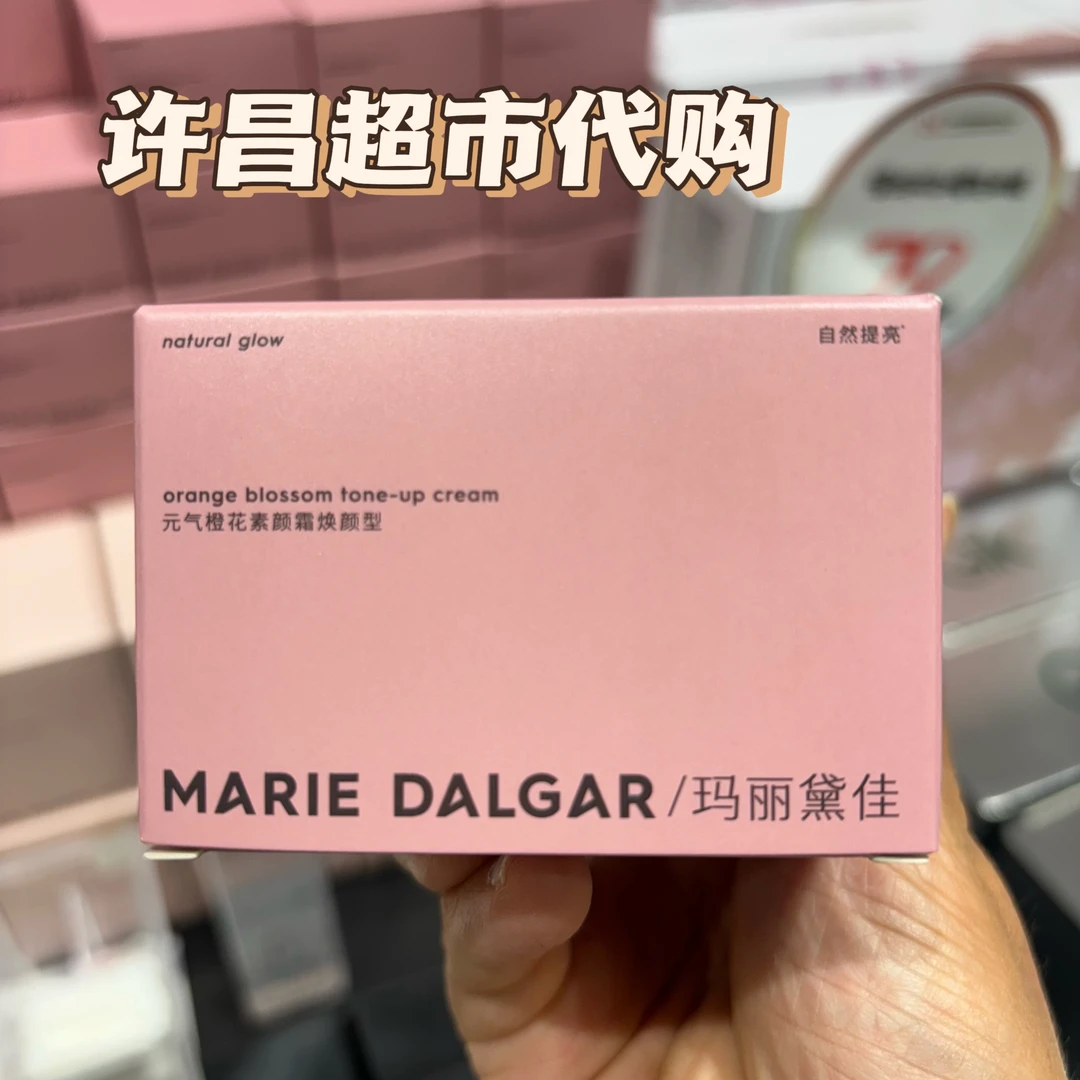 许昌超市代购
natural glow
自然提亮*
orange blossom tone-up cream
元气橙花素颜霜焕颜型
MARIE DALGAR/玛丽黛佳